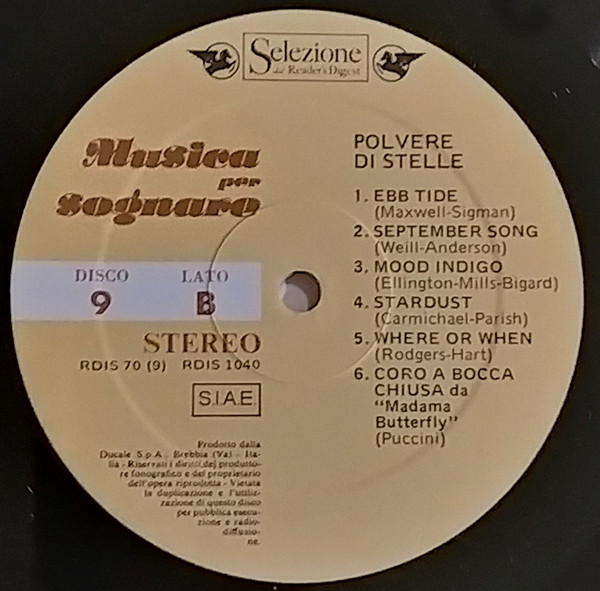 Selezione
dal Reader's Digest
Musica
per
sognare
DISCO LATO
9 B
STEREO
RDIS 70 (9) RDIS 1040
S.I.A.E.
Prodotto dalla
Ducale S.p.A. Brebbia (Va) - Ita-
lia - Riservati i diritti del produtto-
re fonografico e del proprietario
dell'opera riprodotta - Vietata
la duplicazione e l'utiliz-
zazione di questo disco
per pubblica esecu-
zione e radio-
diffusio-
ne.
POLVERE
DI STELLE
1. EBB TIDE
(Maxwell-Sigman)
2. SEPTEMBER SONG
(Weill-Anderson)
3. MOOD INDIGO
(Ellington-Mills-Bigard)
4. STARDUST
(Carmichael-Parish)
5. WHERE OR WHEN
(Rodgers-Hart)
6. CORO A BOCCA
CHIUSA da
"Madama
Butterfly"
(Puccini)